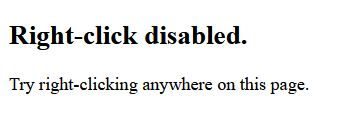 Right-click disabled.
Try right-clicking anywhere on this page.